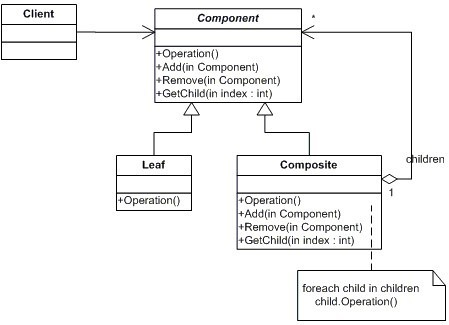 Client
Component
*
+Operation()
+Add(in Component)
+Remove(in Component)
+GetChild(in index : int)
children
Leaf
+Operation()
Composite
1
+Operation()
+Add(in Component)
+Remove(in Component)
+GetChild(in index : int)
foreach child in children
child.Operation()